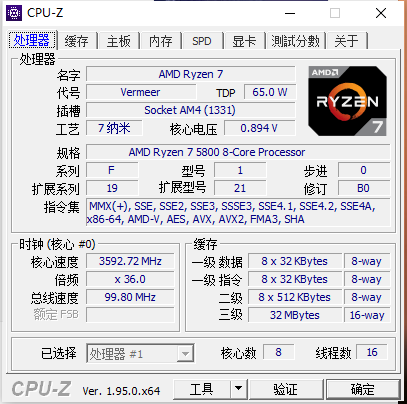 CPU-Z
处理器 缓存 主板 内存 SPD 显卡 測試分數 关于
处理器
名字 AMD Ryzen 7
代号 Vermeer TDP 65.0 W
插槽 Socket AM4 (1331)
工艺 7 纳米 核心电压 0.894 V
AMD RYZEN 7
规格 AMD Ryzen 7 5800 8-Core Processor
系列 F 型号 1 步进 0
扩展系列 19 扩展型号 21 修订 B0
指令集 MMX(+), SSE, SSE2, SSE3, SSSE3, SSE4.1, SSE4.2, SSE4A,
x86-64, AMD-V, AES, AVX, AVX2, FMA3, SHA
时钟 (核心 #0) 缓存
核心速度 3592.72 MHz 一级 数据 8 x 32 KBytes 8-way
倍频 x 36.0 一级 指令 8 x 32 KBytes 8-way
总线速度 99.80 MHz 二级 8 x 512 KBytes 8-way
额定 FSB 三级 32 MBytes 16-way
已选择 处理器 #1 核心数 8 线程数 16
CPU-Z Ver. 1.95.0.x64 工具 验证 确定